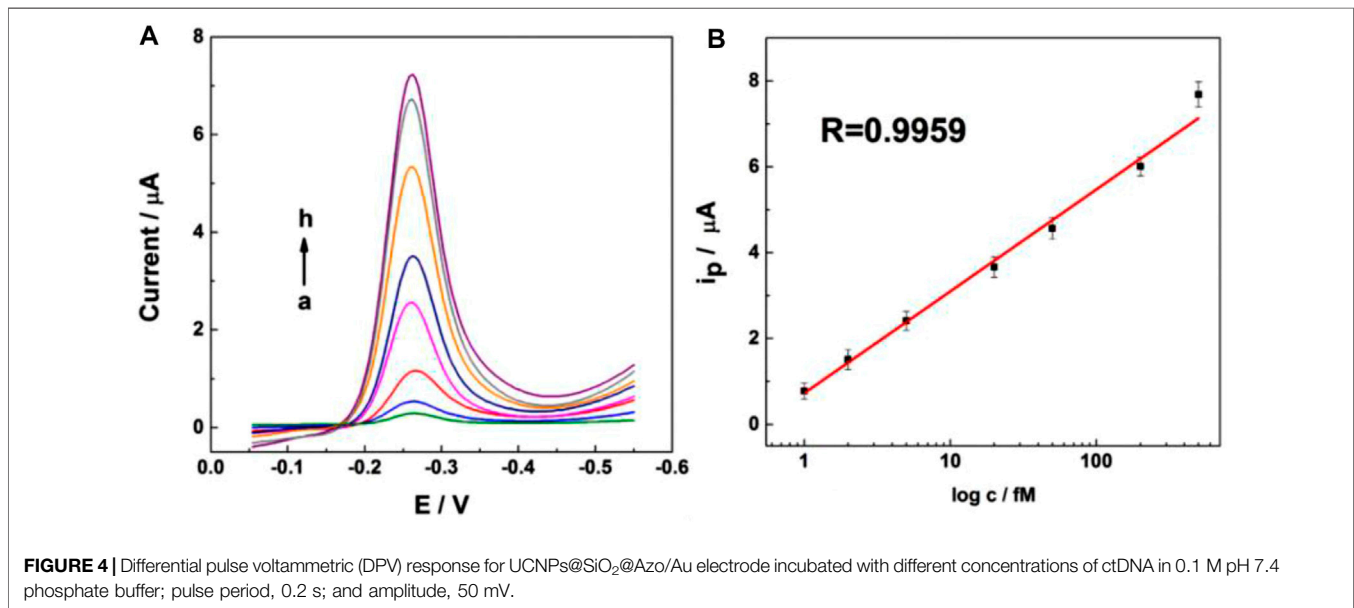 A
8
6
4
2
0
Current / μA
h
a
0.0 -0.1 -0.2 -0.3 -0.4 -0.5 -0.6
E / V
B
8
6
4
2
0
ip / μA
R=0.9959
1 10 100
log c / fM
FIGURE 4 | Differential pulse voltammetric (DPV) response for UCNPs@SiO₂@Azo/Au electrode incubated with different concentrations of ctDNA in 0.1 M pH 7.4
phosphate buffer; pulse period, 0.2 s; and amplitude, 50 mV.